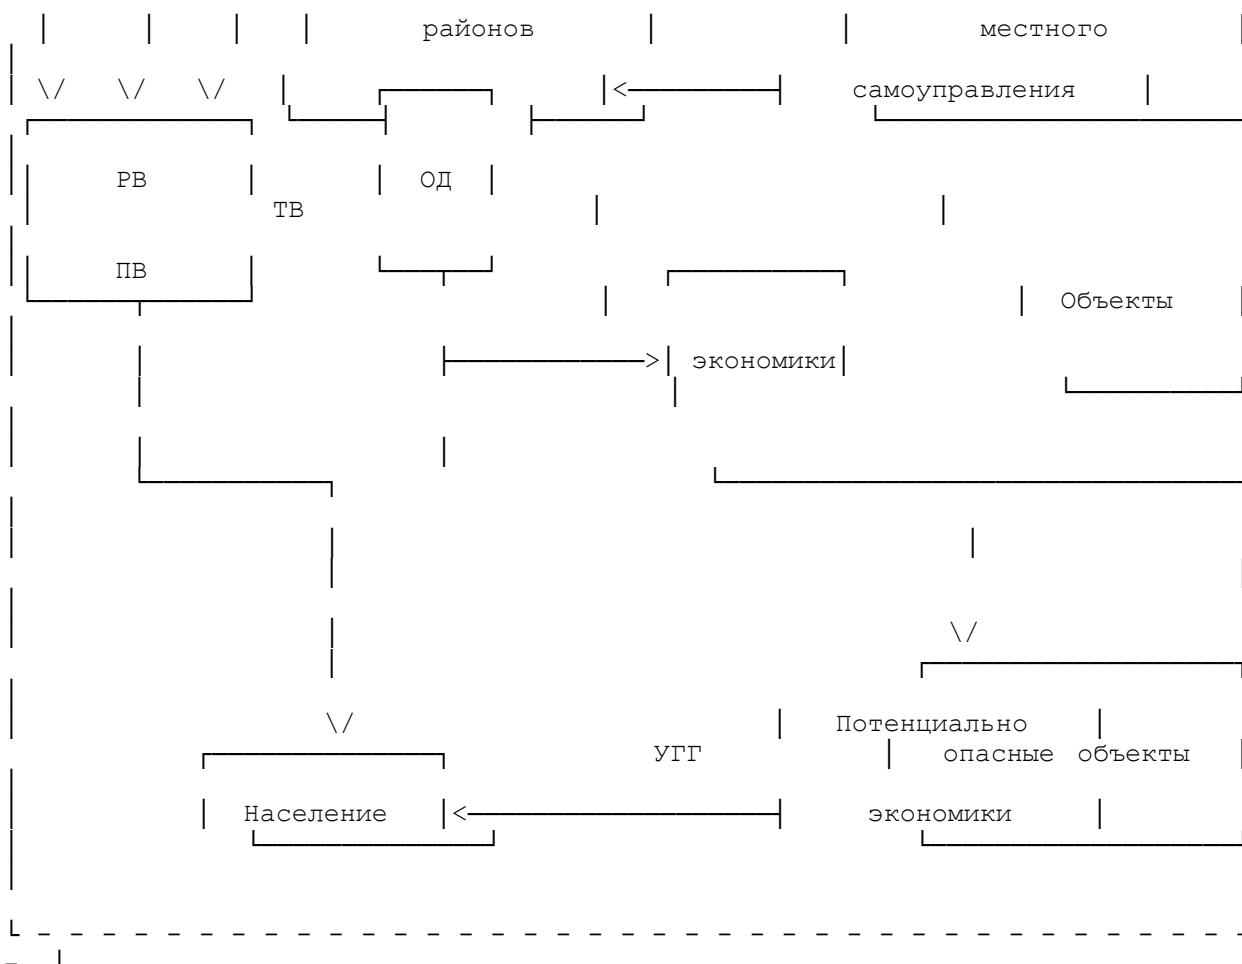 районов местного
самоуправления
РВ ОД
ТВ
ПВ
Объекты
экономики
Потенциально
УГГ опасные объекты
Население экономики